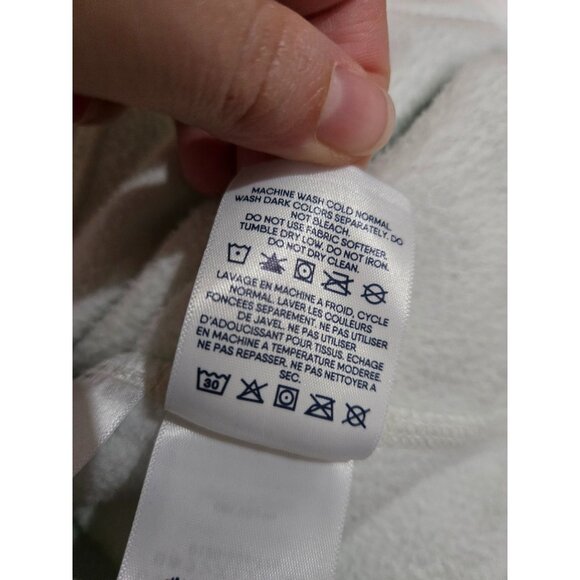 MACHINE WASH COLD NORMAL.
WASH DARK COLORS SEPARATELY. DO
NOT BLEACH.
DO NOT USE FABRIC SOFTENER.
TUMBLE DRY LOW. DO NOT IRON.
DO NOT DRY CLEAN.
LAVAGE EN MACHINE A FROID, CYCLE
NORMAL. LAVER LES COULEURS
FONCEES SEPAREMENT. NE PAS UTILISER
DE JAVEL. NE PAS UTILISER
D'ADOUCISSANT POUR TISSUS. ECHAGE
EN MACHINE A TEMPERATURE MODEREE.
NE PAS REPASSER. NE PAS NETTOYER A
SEC.
30